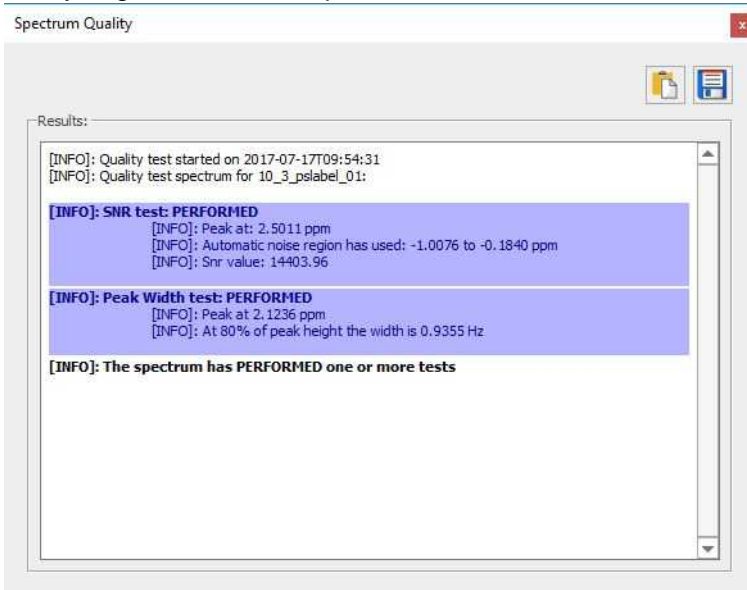 Spectrum Quality
x
Results:
[INFO]: Quality test started on 2017-07-17T09:54:31
[INFO]: Quality test spectrum for 10_3_pslabel_01:
[INFO]: SNR test: PERFORMED
[INFO]: Peak at: 2.5011 ppm
[INFO]: Automatic noise region has used: -1.0076 to -0.1840 ppm
[INFO]: Snr value: 14403.96
[INFO]: Peak Width test: PERFORMED
[INFO]: Peak at 2.1236 ppm
[INFO]: At 80% of peak height the width is 0.9355 Hz
[INFO]: The spectrum has PERFORMED one or more tests